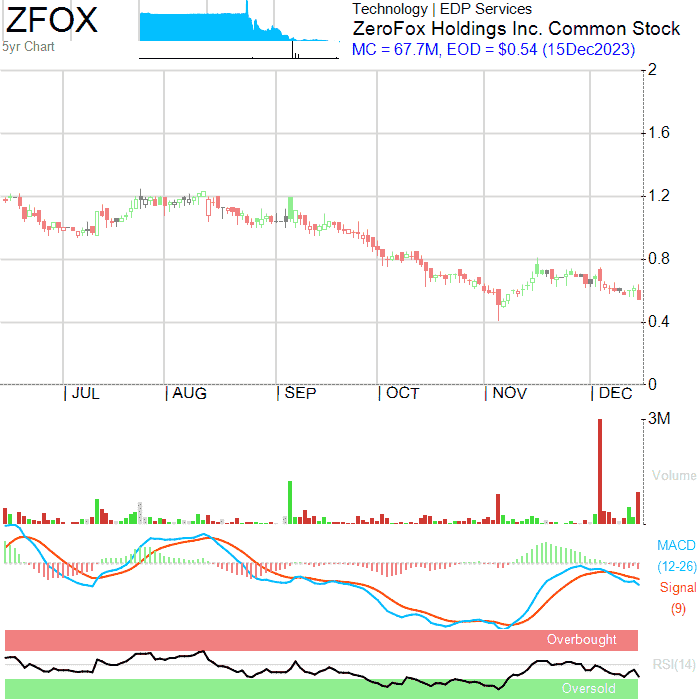 ZFOX
5yr Chart
Technology | EDP Services
ZeroFox Holdings Inc. Common Stock
MC = 67.7M, EOD = $0.54 (15Dec2023)
2
1.6
1.2
0.8
0.4
0
JUL AUG SEP OCT NOV DEC
3M
Volume
MACD
(12-26)
Signal
(9)
Overbought
RSI(14)
Oversold